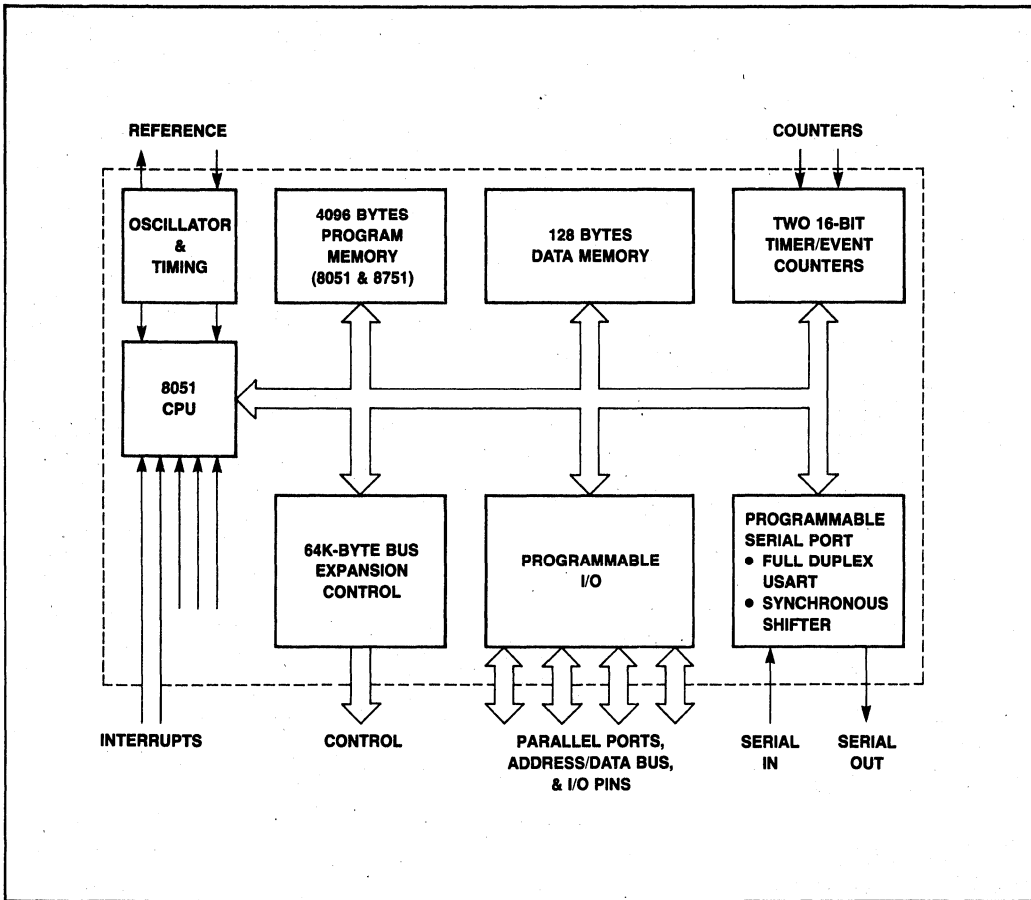 REFERENCE
COUNTERS
OSCILLATOR
&
TIMING
4096 BYTES
PROGRAM
MEMORY
(8051 & 8751)
128 BYTES
DATA MEMORY
TWO 16-BIT
TIMER/EVENT
COUNTERS
8051
CPU
64K-BYTE BUS
EXPANSION
CONTROL
PROGRAMMABLE
I/O
PROGRAMMABLE
SERIAL PORT
• FULL DUPLEX
USART
• SYNCHRONOUS
SHIFTER
INTERRUPTS
CONTROL
PARALLEL PORTS,
ADDRESS/DATA BUS,
& I/O PINS
SERIAL
IN
SERIAL
OUT